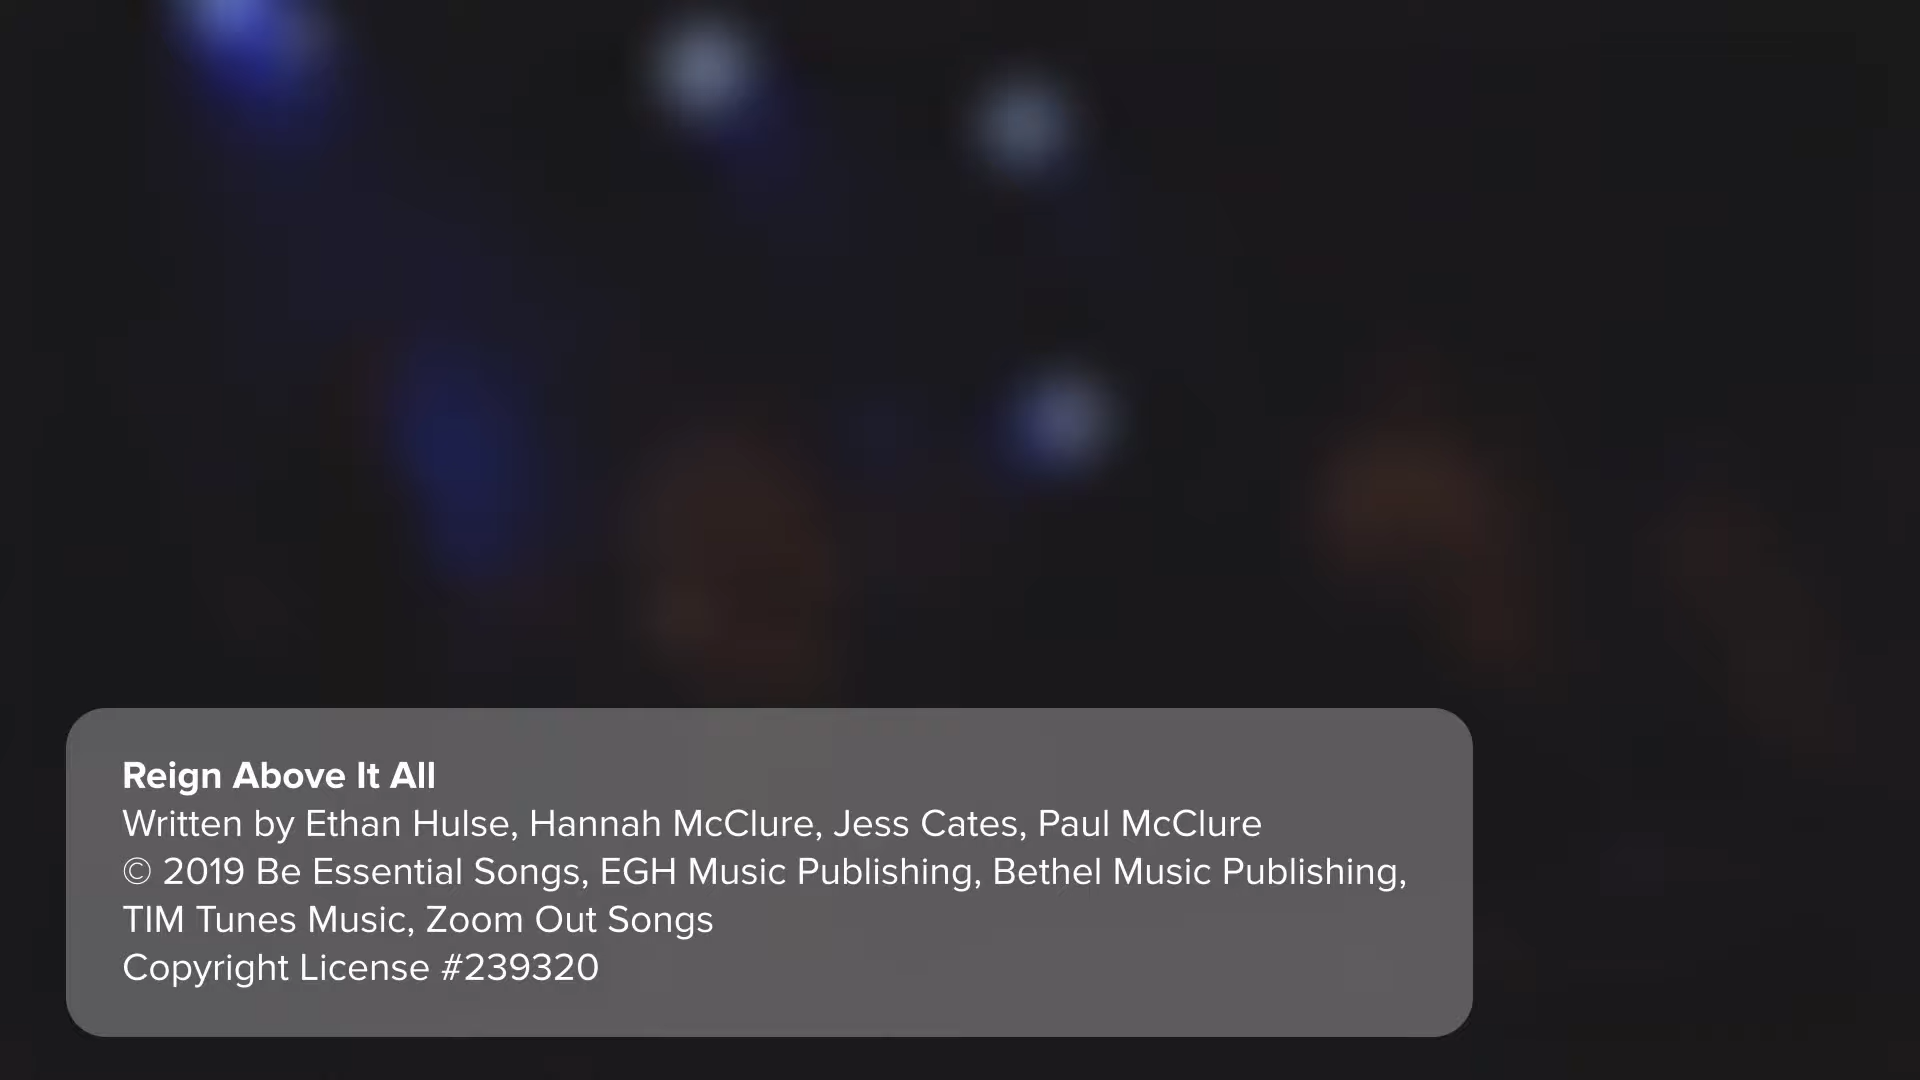 Reign Above It All
Written by Ethan Hulse, Hannah McClure, Jess Cates, Paul McClure
© 2019 Be Essential Songs, EGH Music Publishing, Bethel Music Publishing,
TIM Tunes Music, Zoom Out Songs
Copyright License #239320